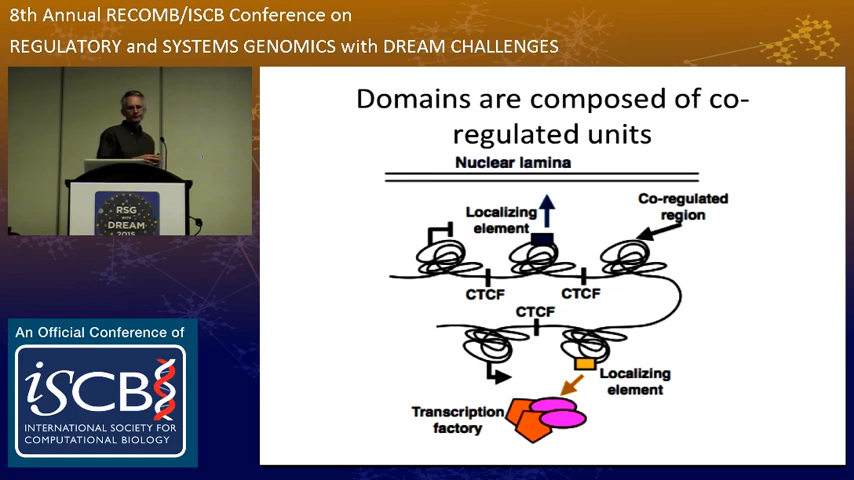 8th Annual RECOMB/ISCB Conference on
REGULATORY and SYSTEMS GENOMICS with DREAM CHALLENGES
RSG
with
DREAM
2015
An Official Conference of
ISCB
INTERNATIONAL SOCIETY FOR
COMPUTATIONAL BIOLOGY
Domains are composed of co-
regulated units
Nuclear lamina
Localizing
element
Co-regulated
region
CTCF
CTCF
CTCF
Localizing
element
Transcription
factory